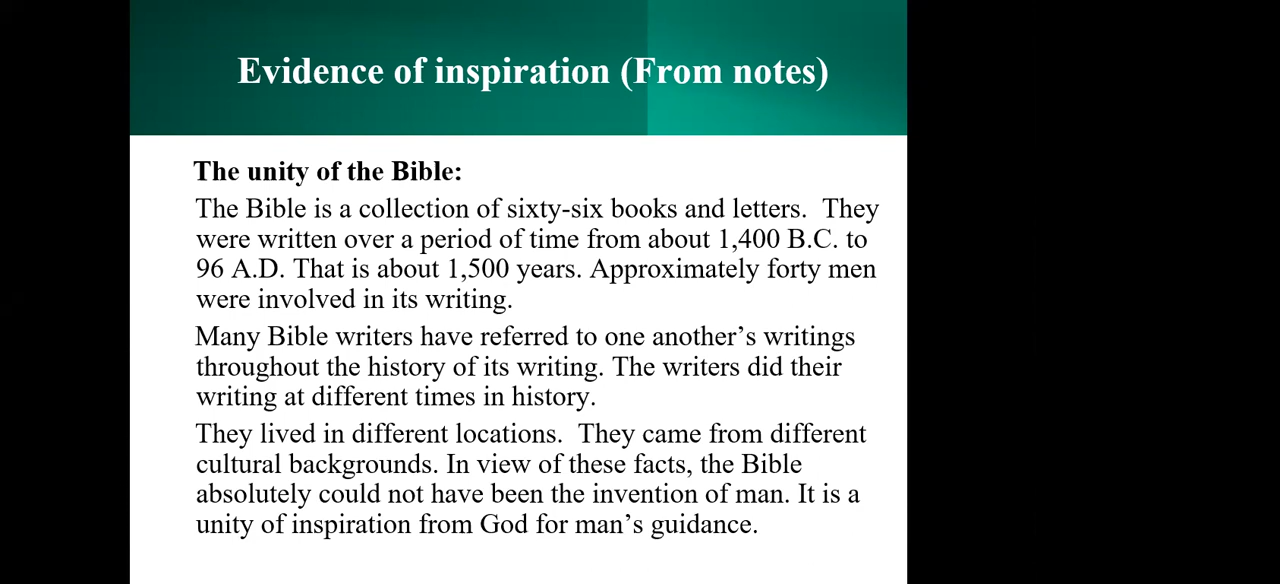 Evidence of inspiration (From notes)
The unity of the Bible:
The Bible is a collection of sixty-six books and letters.  They
were written over a period of time from about 1,400 B.C. to
96 A.D. That is about 1,500 years. Approximately forty men
were involved in its writing.
Many Bible writers have referred to one another’s writings
throughout the history of its writing. The writers did their
writing at different times in history.
They lived in different locations.  They came from different
cultural backgrounds. In view of these facts, the Bible
absolutely could not have been the invention of man. It is a
unity of inspiration from God for man’s guidance.